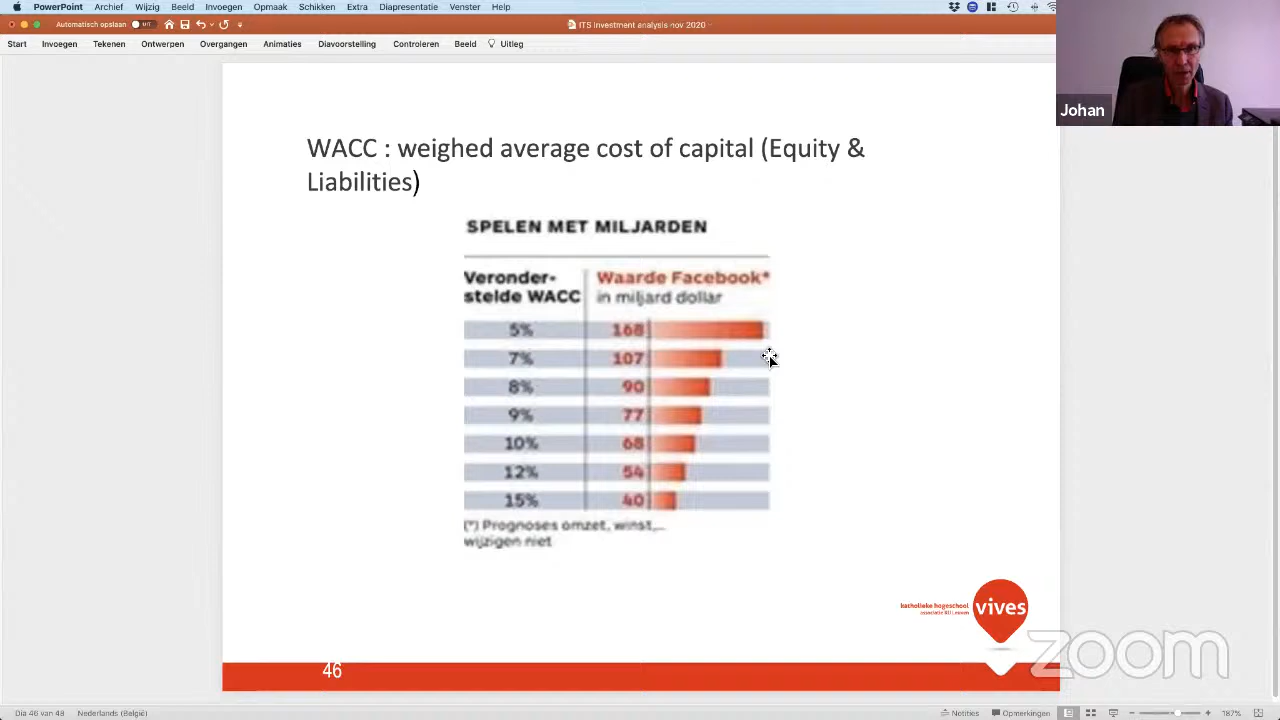 PowerPoint Archief Wijzig Beeld Invoegen Opmaak Schikken Extra Diapresentatie Venster Help
Automatisch opslaan UIT ITS Investment analysis nov 2020
Start Invoegen Tekenen Ontwerpen Overgangen Animaties Diavoorstelling Controleren Beeld Uitleg
Johan
WACC : weighed average cost of capital (Equity &
Liabilities)
SPELEN MET MILJARDEN
Veronder-
stelde WACC
Waarde Facebook*
in miljard dollar
5% 168
7% 107
8% 90
9% 77
10% 68
12% 54
15% 40
(*) Prognoses omzet, winst,...
wijzigen niet
katholieke hogeschool
vives
zoom
46
Dia 46 van 48 Nederlands (België) Notities Opmerkingen 187%